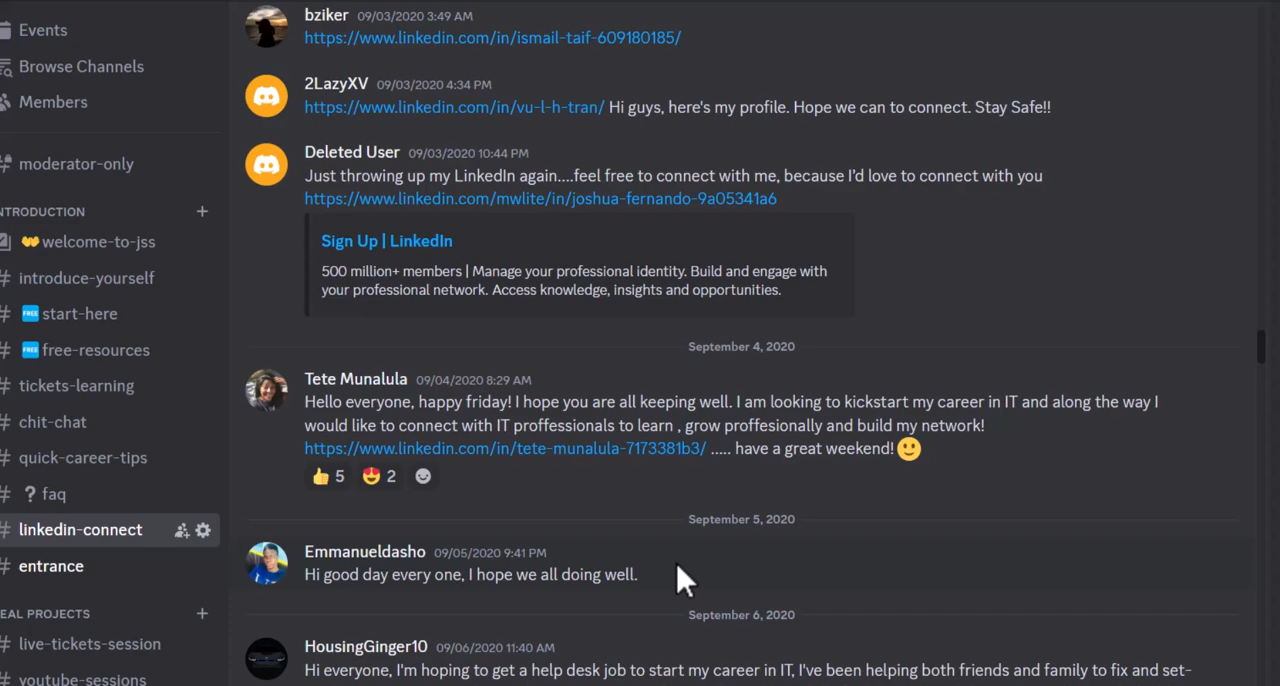 Events
Browse Channels
Members
moderator-only
NTRODUCTION
welcome-to-jss
introduce-yourself
FREE start-here
FREE free-resources
tickets-learning
chit-chat
quick-career-tips
? faq
linkedin-connect
entrance
EAL PROJECTS
live-tickets-session
youtube-sessions
bziker 09/03/2020 3:49 AM
https://www.linkedin.com/in/ismail-taif-609180185/
2LazyXV 09/03/2020 4:34 PM
https://www.linkedin.com/in/vu-l-h-tran/ Hi guys, here's my profile. Hope we can to connect. Stay Safe!!
Deleted User 09/03/2020 10:44 PM
Just throwing up my LinkedIn again....feel free to connect with me, because I'd love to connect with you
https://www.linkedin.com/mwlite/in/joshua-fernando-9a05341a6
Sign Up | LinkedIn
500 million+ members | Manage your professional identity. Build and engage with
your professional network. Access knowledge, insights and opportunities.
September 4, 2020
Tete Munalula 09/04/2020 8:29 AM
Hello everyone, happy friday! I hope you are all keeping well. I am looking to kickstart my career in IT and along the way I
would like to connect with IT proffessionals to learn , grow proffesionally and build my network!
https://www.linkedin.com/in/tete-munalula-7173381b3/ ..... have a great weekend! 🙂
👍 5 😍 2
September 5, 2020
Emmanueldasho 09/05/2020 9:41 PM
Hi good day every one, I hope we all doing well.
September 6, 2020
HousingGinger10 09/06/2020 11:40 AM
Hi everyone, I'm hoping to get a help desk job to start my career in IT, I've been helping both friends and family to fix and set-